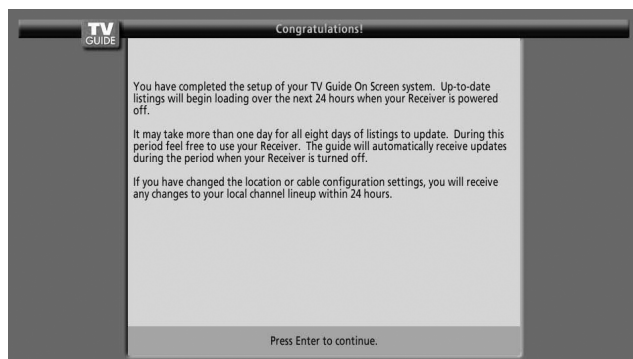 TV
GUIDE
Congratulations!
You have completed the setup of your TV Guide On Screen system. Up-to-date
listings will begin loading over the next 24 hours when your Receiver is powered
off.
It may take more than one day for all eight days of listings to update. During this
period feel free to use your Receiver. The guide will automatically receive updates
during the period when your Receiver is turned off.
If you have changed the location or cable configuration settings, you will receive
any changes to your local channel lineup within 24 hours.
Press Enter to continue.